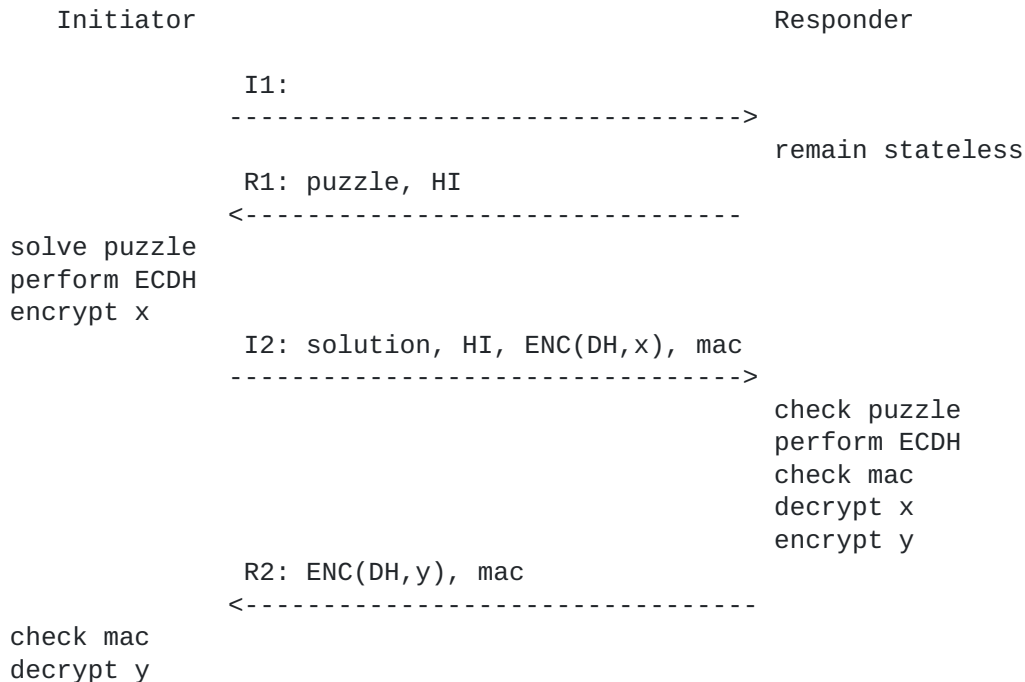 Initiator Responder
I1:
--------------------------------->
remain stateless
R1: puzzle, HI
<--------------------------------
solve puzzle
perform ECDH
encrypt x
I2: solution, HI, ENC(DH,x), mac
--------------------------------->
check puzzle
perform ECDH
check mac
decrypt x
encrypt y
R2: ENC(DH,y), mac
<---------------------------------
check mac
decrypt y